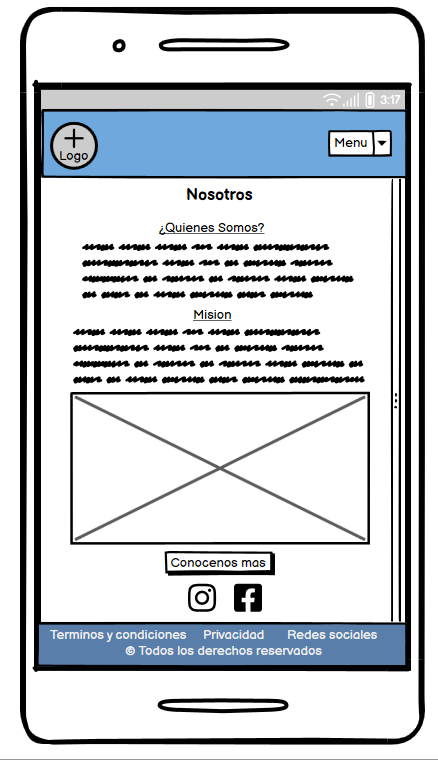 3:17
Logo
Menu
Nosotros
¿Quienes Somos?
Mision
Conocenos mas
Terminos y condiciones Privacidad Redes sociales
© Todos los derechos reservados